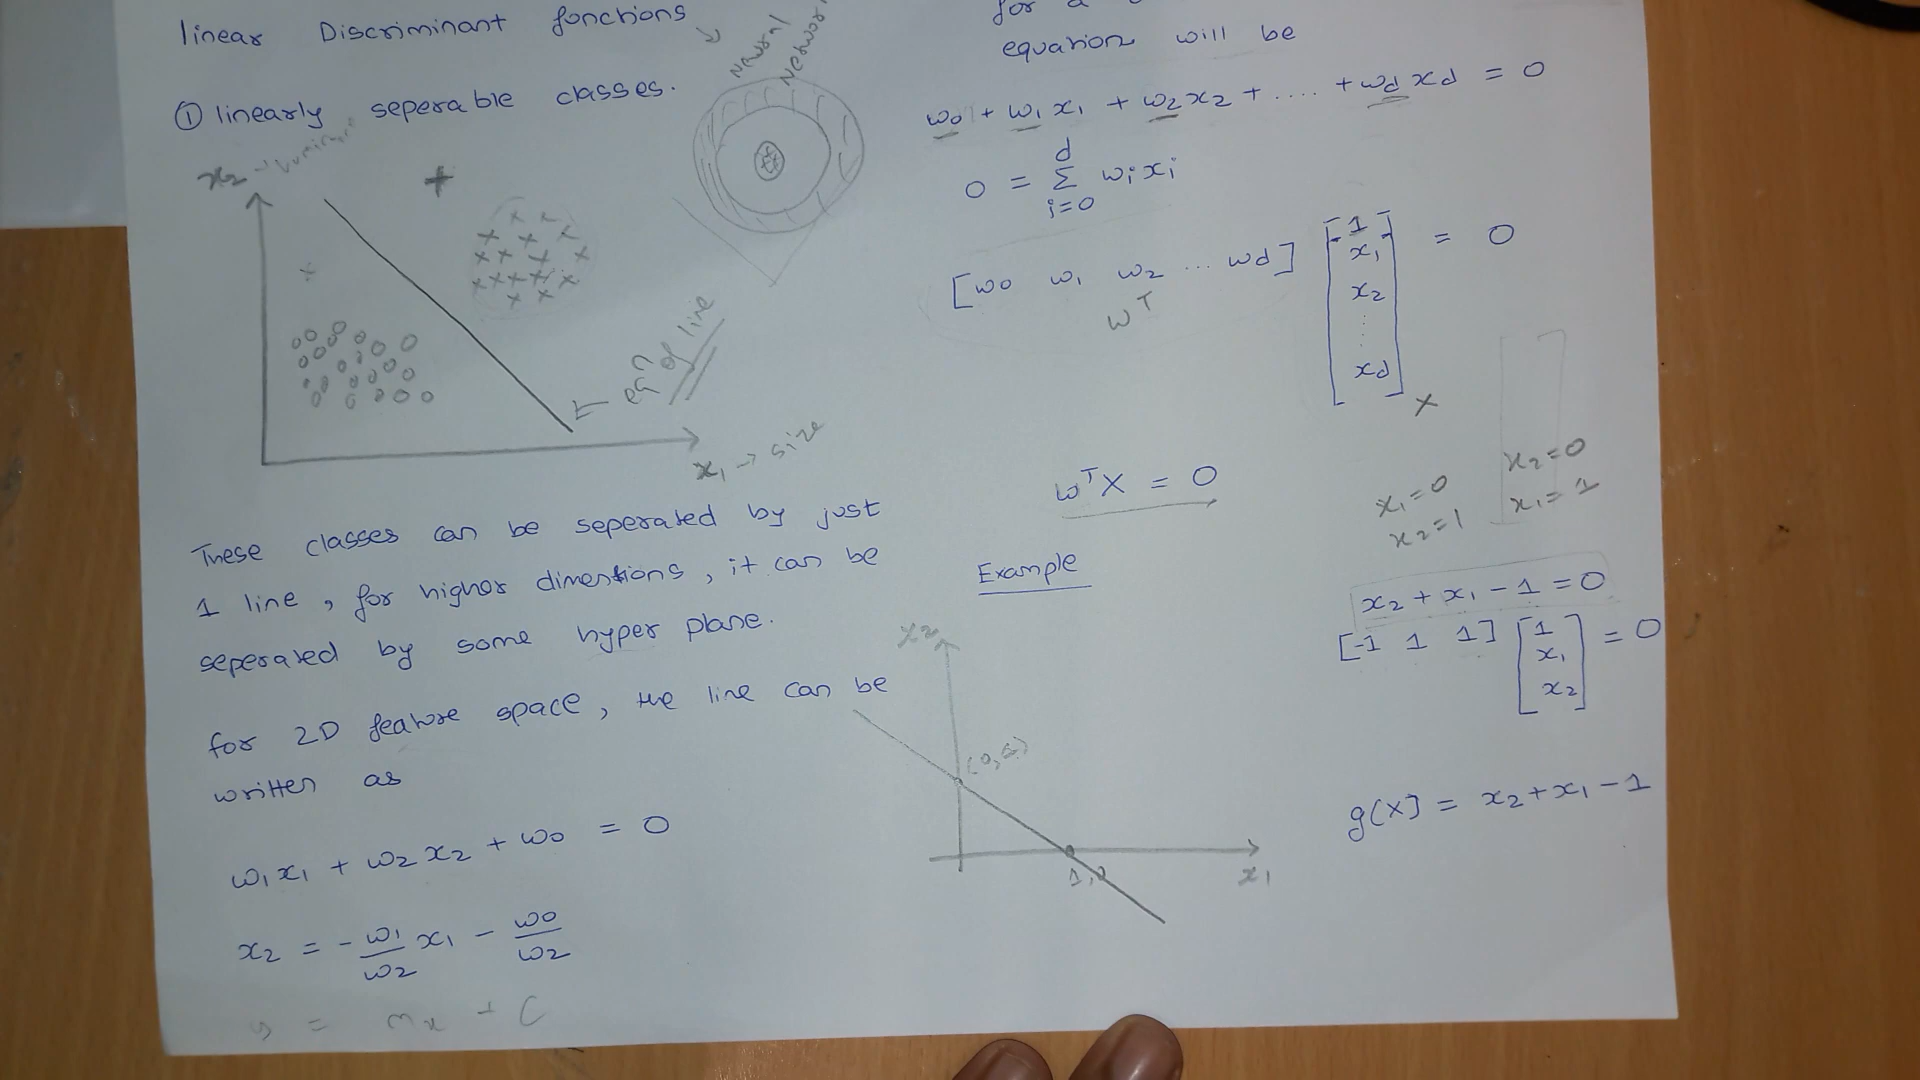 linear Discriminant fonctions
Neural
Networ
① linearly seperable classes.
x2
+
eqn of line
x1 → size
These classes can be seperated by just
1 line, for higher dimensions, it can be
seperated by some hyper plane.
for 2D feature space, the line can be
written as
w1x1 + w2x2 + w0 = 0
x2 = -w1/w2 x1 - w0/w2
y = mx + C
for a
equation will be
w0 + w1x1 + w2x2 + .... + wdxd = 0
0 = d Σ i=0 wixi
[w0 w1 w2 ... wd] [1 x1 x2 ..... xd] = 0
wT
X
wTX = 0
x1=0
x2=1
x2=0
x1=1
Example
x2 + x1 - 1 = 0
[-1 1 1] [1 x1 x2] = 0
x2
1,0
x1
g(x] = x2+x1-1